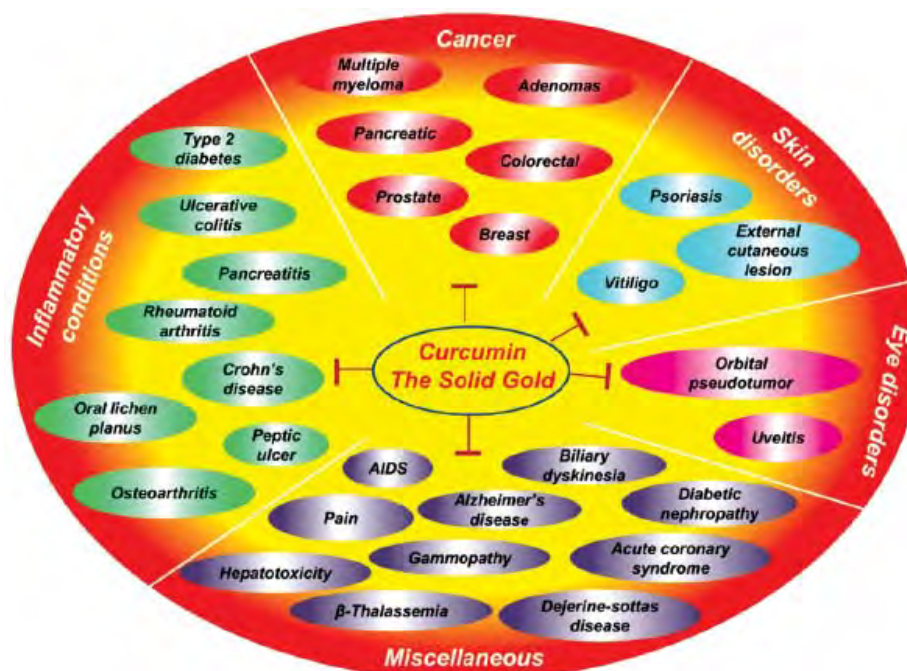 Cancer
Multiple
myeloma
Adenomas
Pancreatic
Colorectal
Prostate
Breast
Skin
disorders
Psoriasis
External
cutaneous
lesion
Vitiligo
Eye disorders
Orbital
pseudotumor
Uveitis
Inflammatory
conditions
Type 2
diabetes
Ulcerative
colitis
Pancreatitis
Rheumatoid
arthritis
Crohn's
disease
Oral lichen
planus
Peptic
ulcer
Osteoarthritis
Curcumin
The Solid Gold
AIDS
Biliary
dyskinesia
Pain
Alzheimer's
disease
Diabetic
nephropathy
Hepatotoxicity
Gammopathy
Acute coronary
syndrome
β-Thalassemia
Dejerine-sottas
disease
Miscellaneous